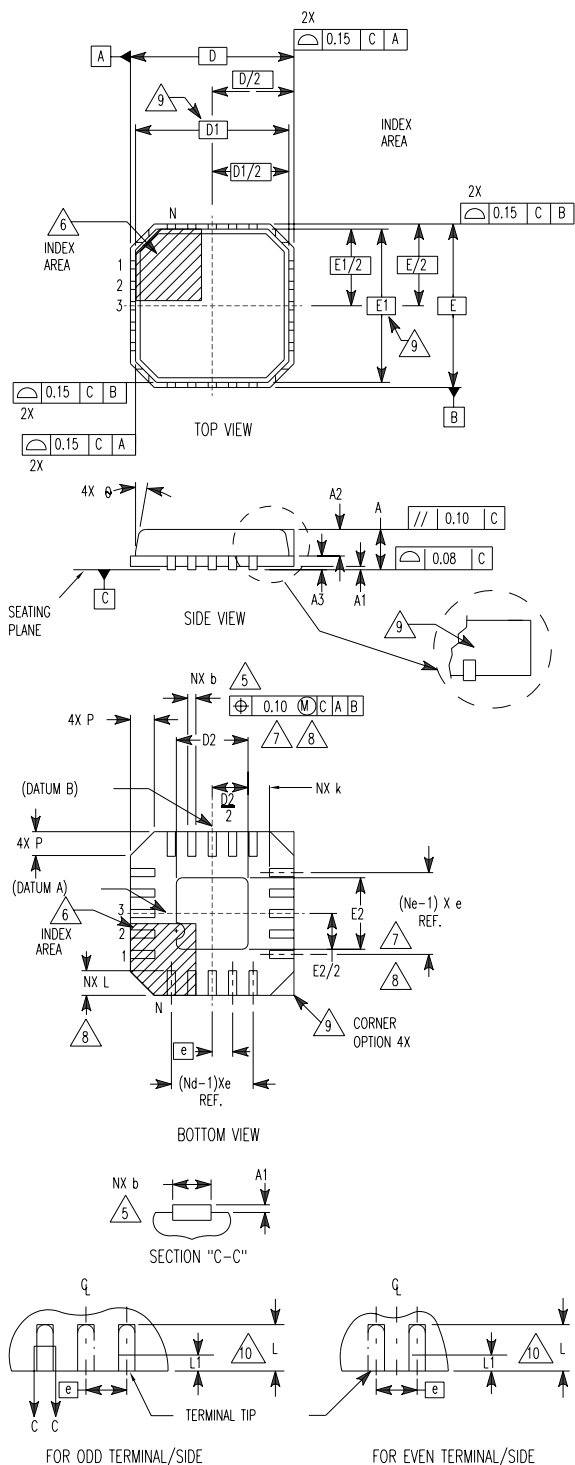 2X
0.15 C A
A
D
D/2
9
D1
INDEX
AREA
D1/2
2X
0.15 C B
N
6
INDEX
AREA
1
2
3
E1/2
E/2
E1
E
9
0.15 C B
2X
B
0.15 C A
2X
TOP VIEW
4X
A2
A
// 0.10 C
0.08 C
A3
A1
C
SEATING
PLANE
SIDE VIEW
9
NX b
5
0.10 M C A B
4X P
D2
7
8
(DATUM B)
D2
2
NX k
4X P
(DATUM A)
6
INDEX
AREA
3
2
1
E2
(Ne-1) X e
REF.
7
E2/2
NX L
8
8
N
9
CORNER
OPTION 4X
e
(Nd-1)Xe
REF.
BOTTOM VIEW
NX b
A1
5
SECTION "C-C"
L
10
L1
e
C C
TERMINAL TIP
L
10
L1
e
FOR ODD TERMINAL/SIDE
FOR EVEN TERMINAL/SIDE